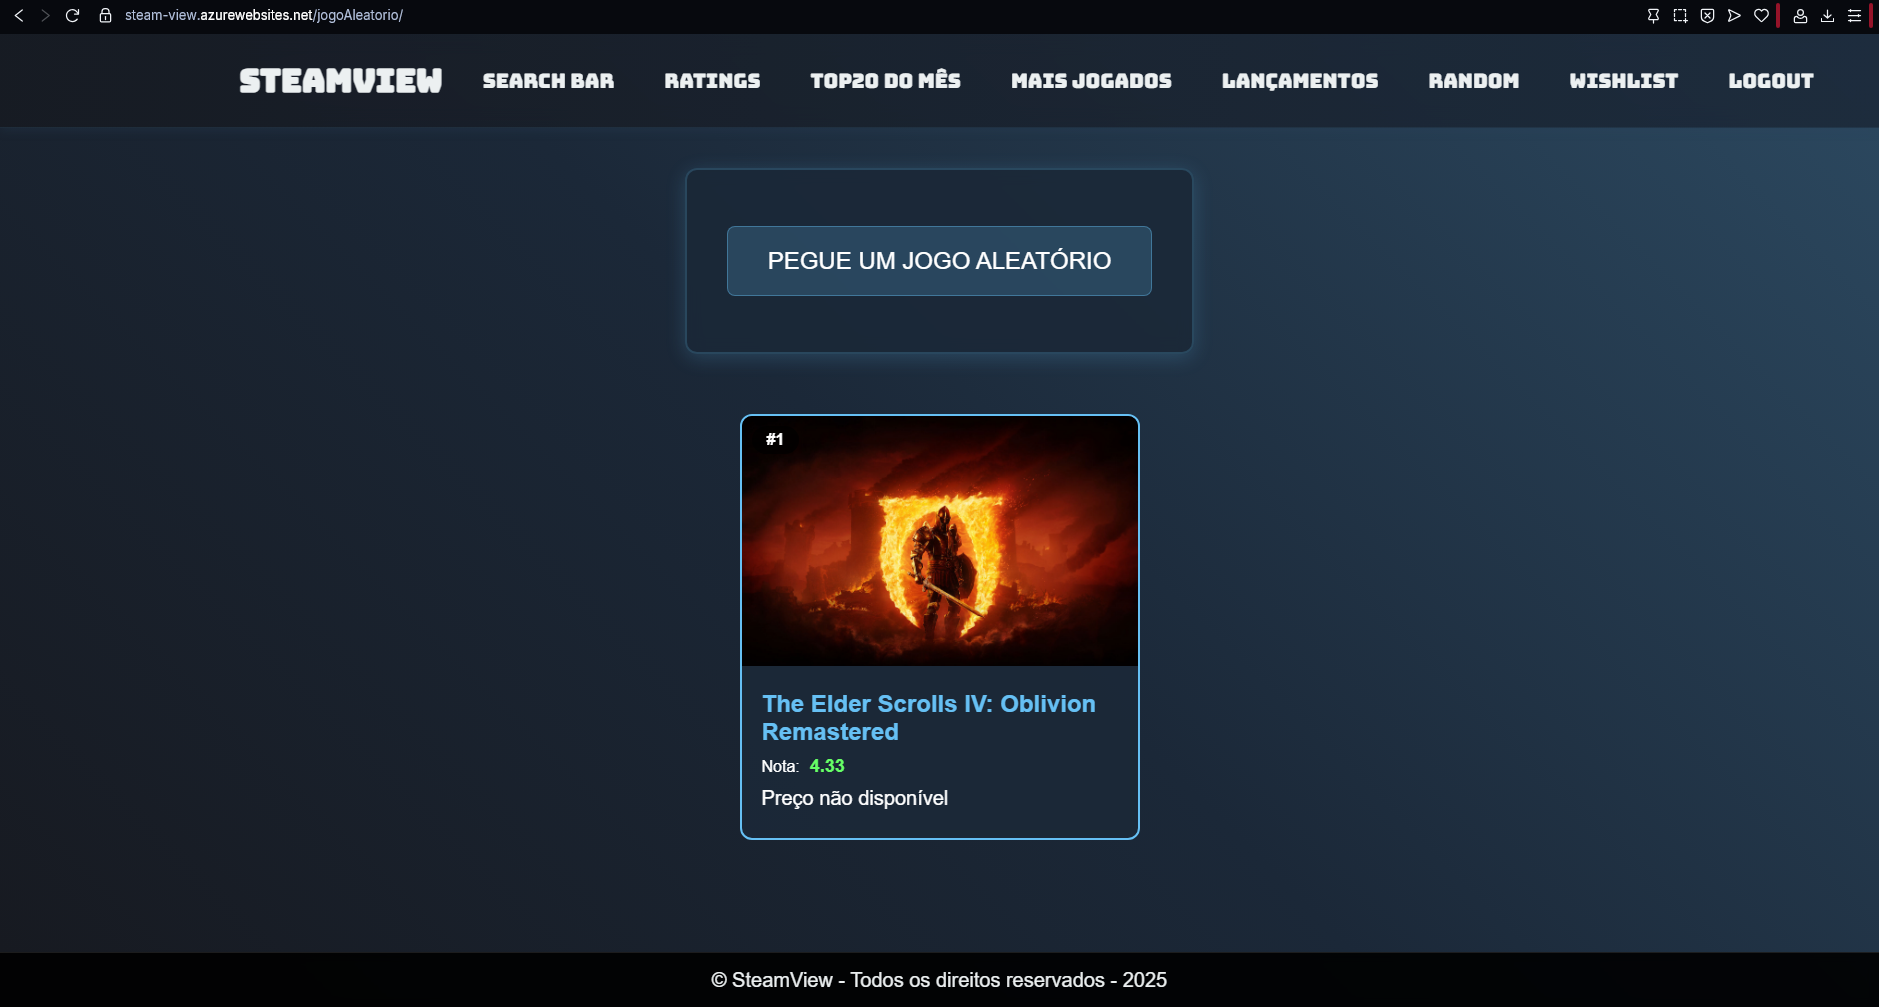 steam-view.azurewebsites.net/jogoAleatorio/
STEAMVIEW SEARCH BAR RATINGS TOP20 DO MÊS MAIS JOGADOS LANÇAMENTOS RANDOM WISHLIST LOGOUT
PEGUE UM JOGO ALEATÓRIO
#1
The Elder Scrolls IV: Oblivion
Remastered
Nota: 4.33
Preço não disponível
© SteamView - Todos os direitos reservados - 2025